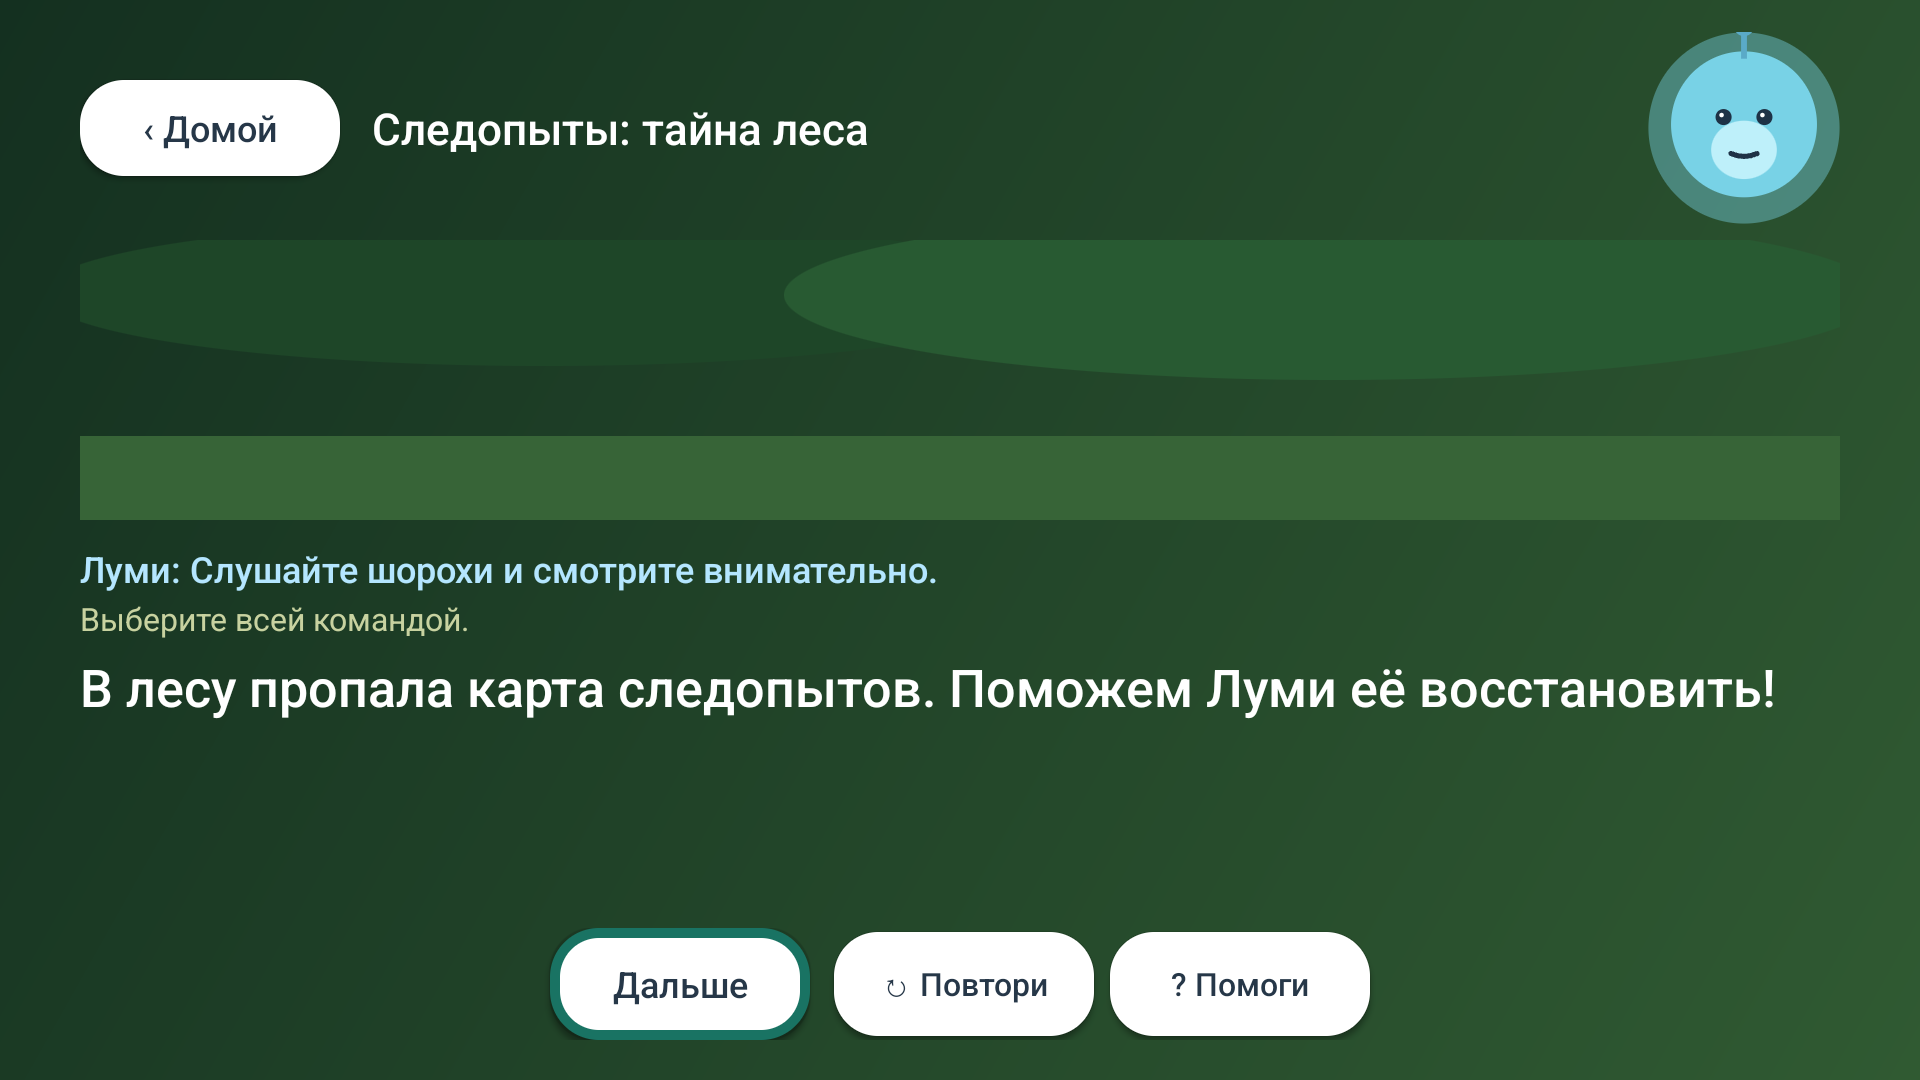 ‹ Домой
Следопыты: тайна леса
Луми: Слушайте шорохи и смотрите внимательно.
Выберите всей командой.
В лесу пропала карта следопытов. Поможем Луми её восстановить!
Дальше
↻ Повтори
? Помоги